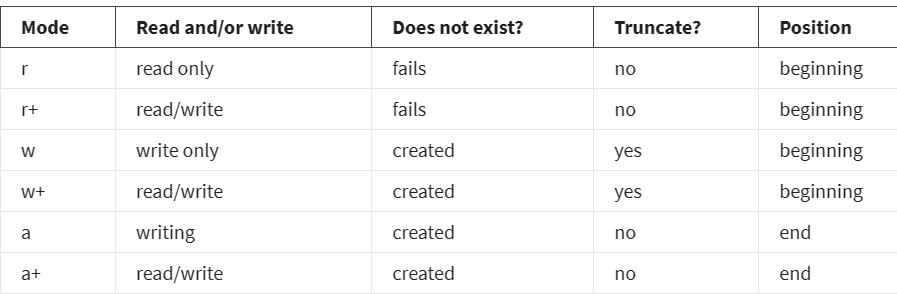 Mode Read and/or write Does not exist? Truncate? Position
r read only fails no beginning
r+ read/write fails no beginning
w write only created yes beginning
w+ read/write created yes beginning
a writing created no end
a+ read/write created no end